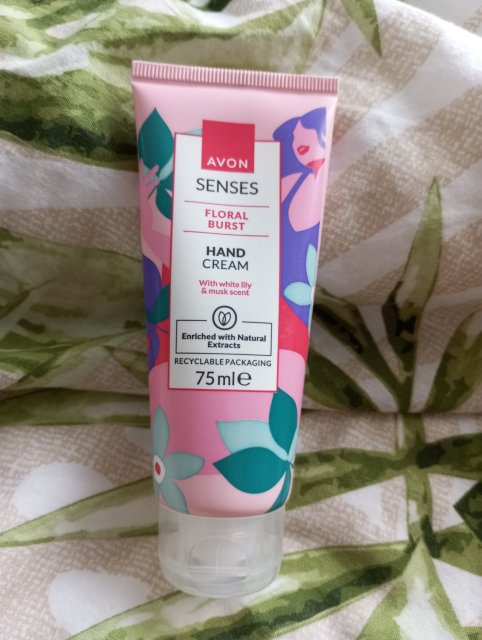 AVON
SENSES
FLORAL
BURST
HAND
CREAM
With white lily
& musk scent
Enriched with Natural
Extracts
RECYCLABLE PACKAGING
75ml℮